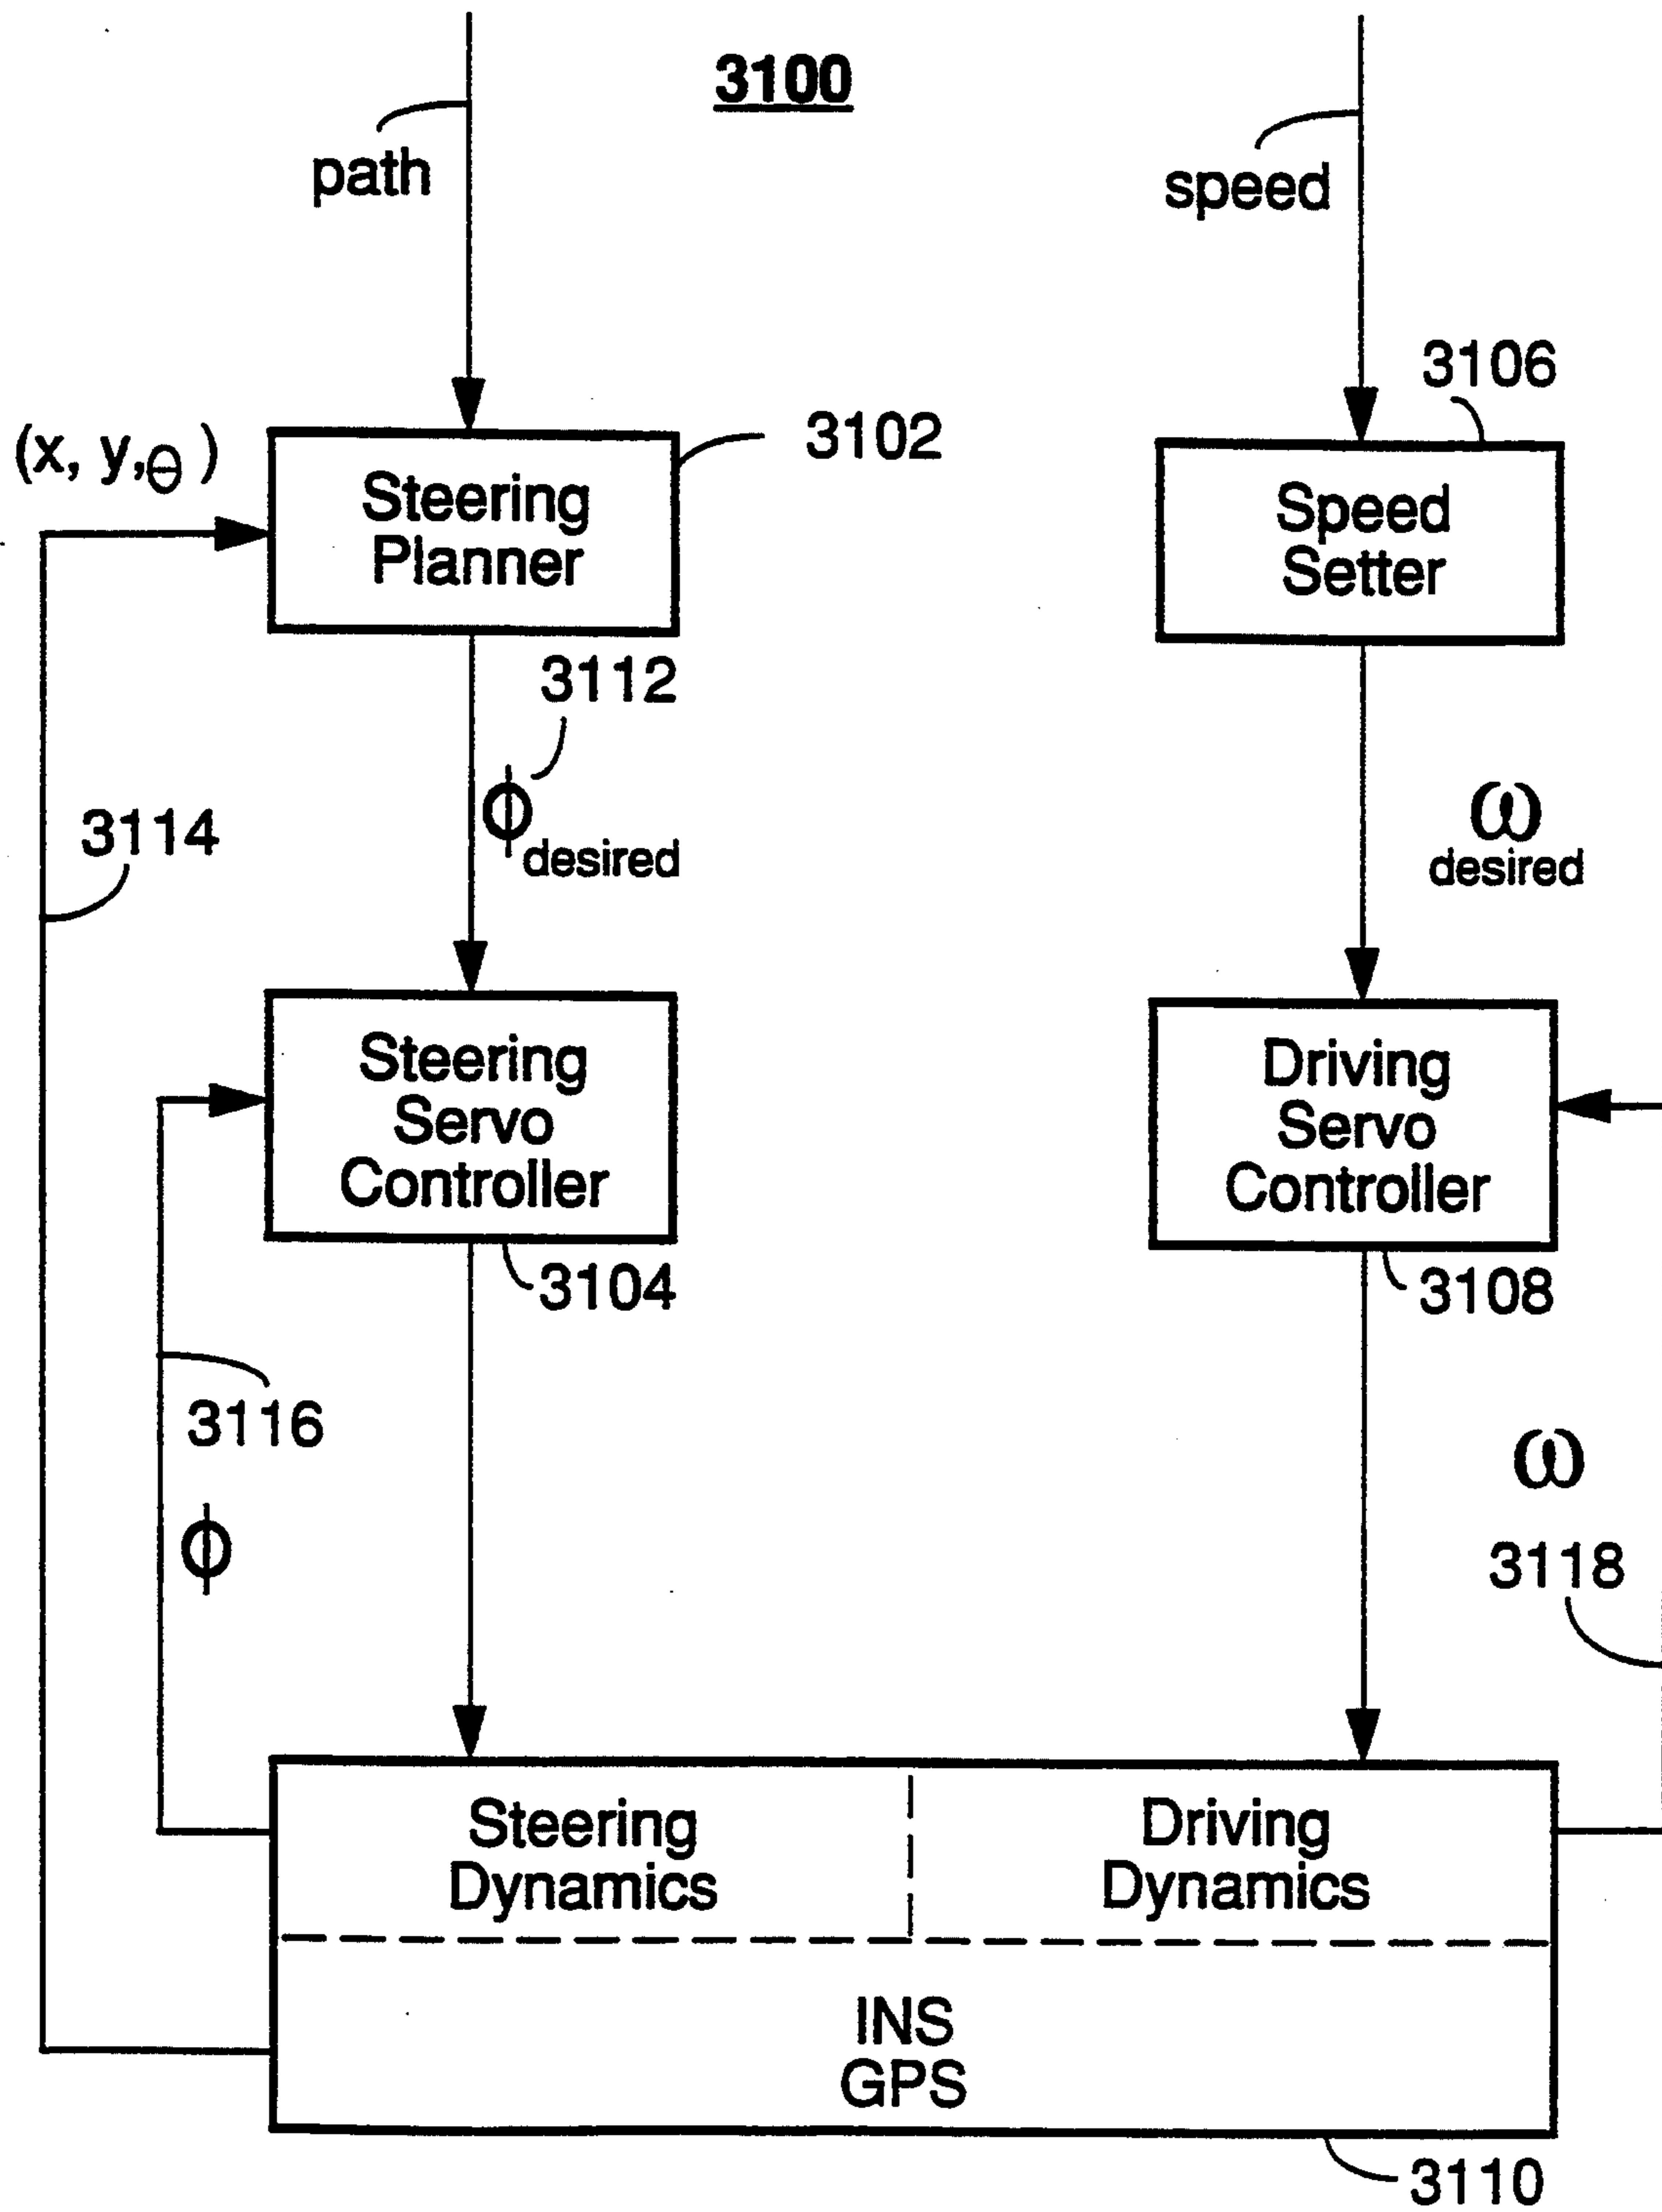 3100
path
speed
3106
(x, y, θ )
3102
Steering
Planner
Speed
Setter
3112
ϕ
desired
ω
desired
3114
Steering
Servo
Controller
Driving
Servo
Controller
3104
3108
3116
ω
ϕ
3118
Steering
Dynamics
Driving
Dynamics
INS
GPS
3110